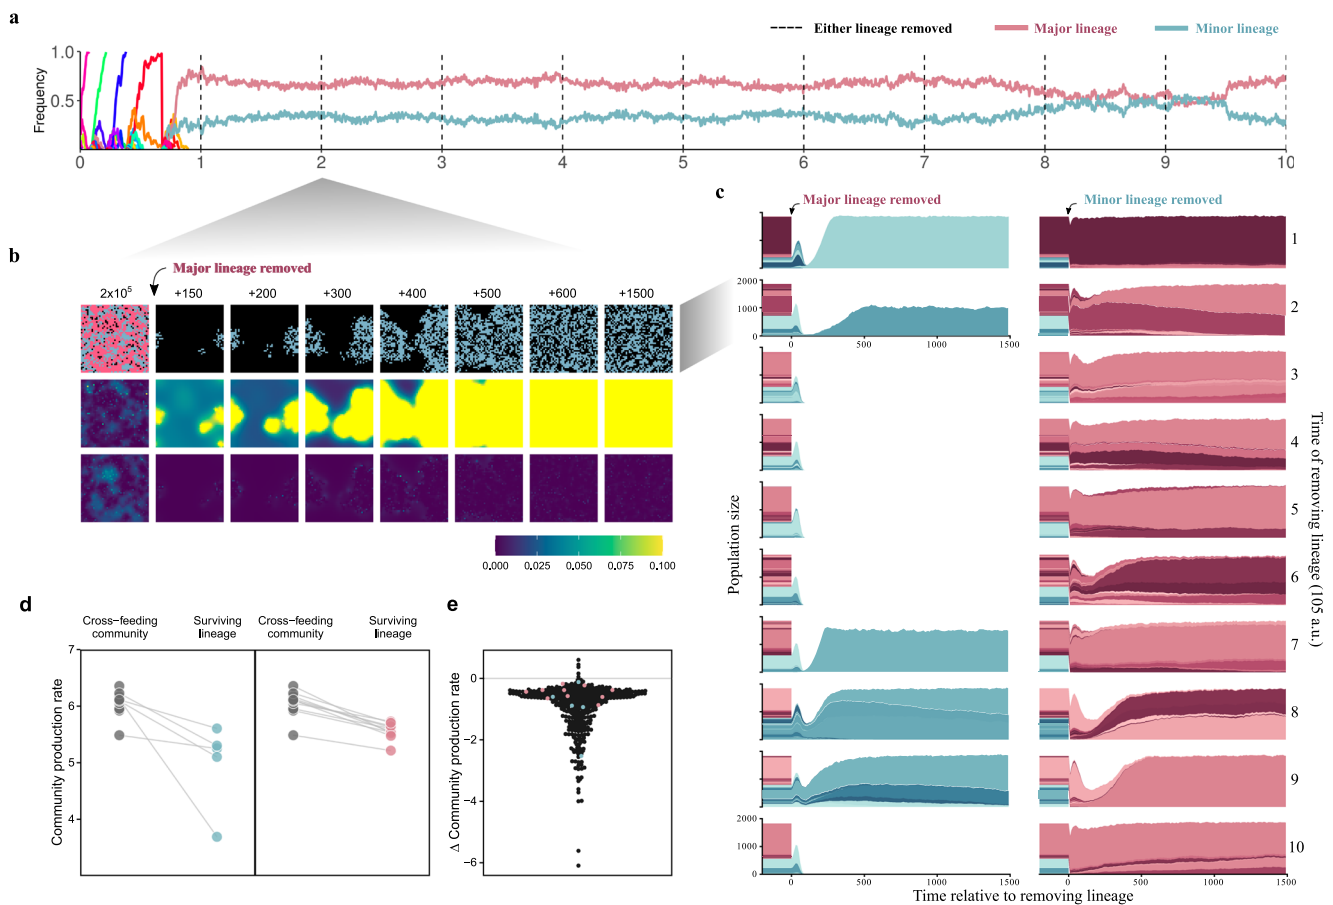 a
Either lineage removed
Major lineage
Minor lineage
Frequency
1.0
0.5
0 1 2 3 4 5 6 7 8 9 10
b
Major lineage removed
2x10⁵ +150 +200 +300 +400 +500 +600 +1500
0.000 0.025 0.050 0.075 0.100
c
Major lineage removed
Minor lineage removed
2000
1000
0
0 500 1000 1500
0 500 1000 1500
1
2
3
4
5
6
7
8
9
10
Population size
Time of removing lineage (105 a.u.)
2000
1000
0
0 500 1000 1500
0 500 1000 1500
Time relative to removing lineage
d
Cross−feeding community
Surviving lineage
Cross−feeding community
Surviving lineage
Community production rate
7
6
5
4
e
Δ Community production rate
0
−2
−4
−6